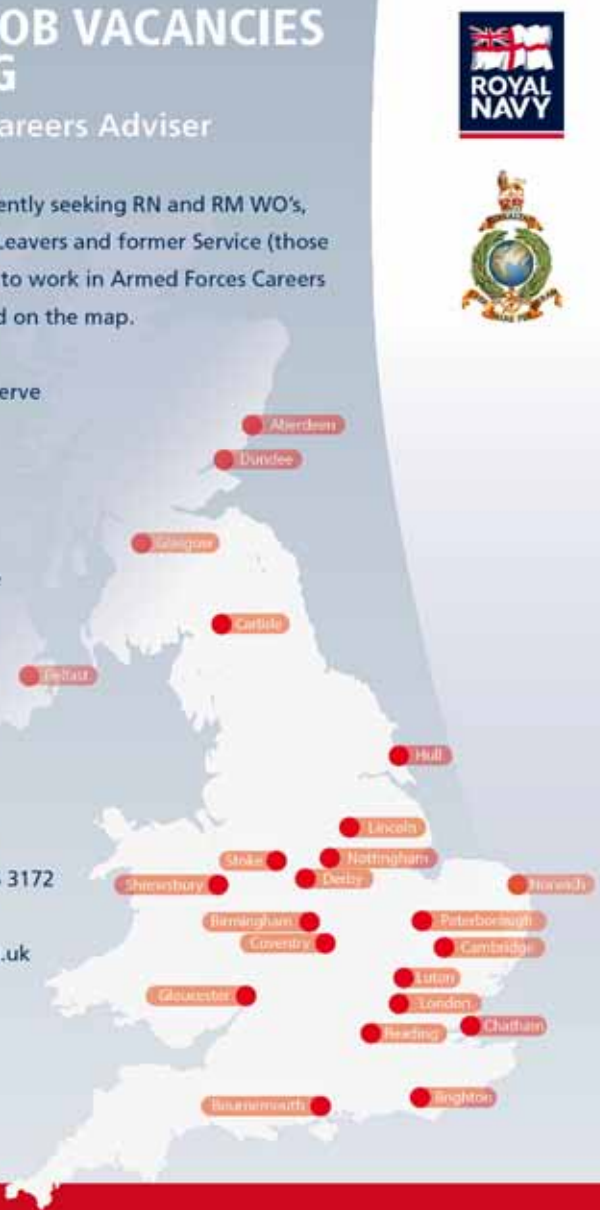 OB VACANCIES
G
areers Adviser
ROYAL
NAVY
ently seeking RN and RM WO's,
Leavers and former Service (those
to work in Armed Forces Careers
d on the map.
erve
Aberdeen
Dundee
Glasgow
Carlisle
Belfast
Hull
Lincoln
Stoke
Nottingham
3172
Shrewsbury
Derby
Norwich
Birmingham
Peterborough
Coventry
Cambridge
.uk
Luton
Gloucester
London
Reading
Chatham
Brighton
Bournemouth